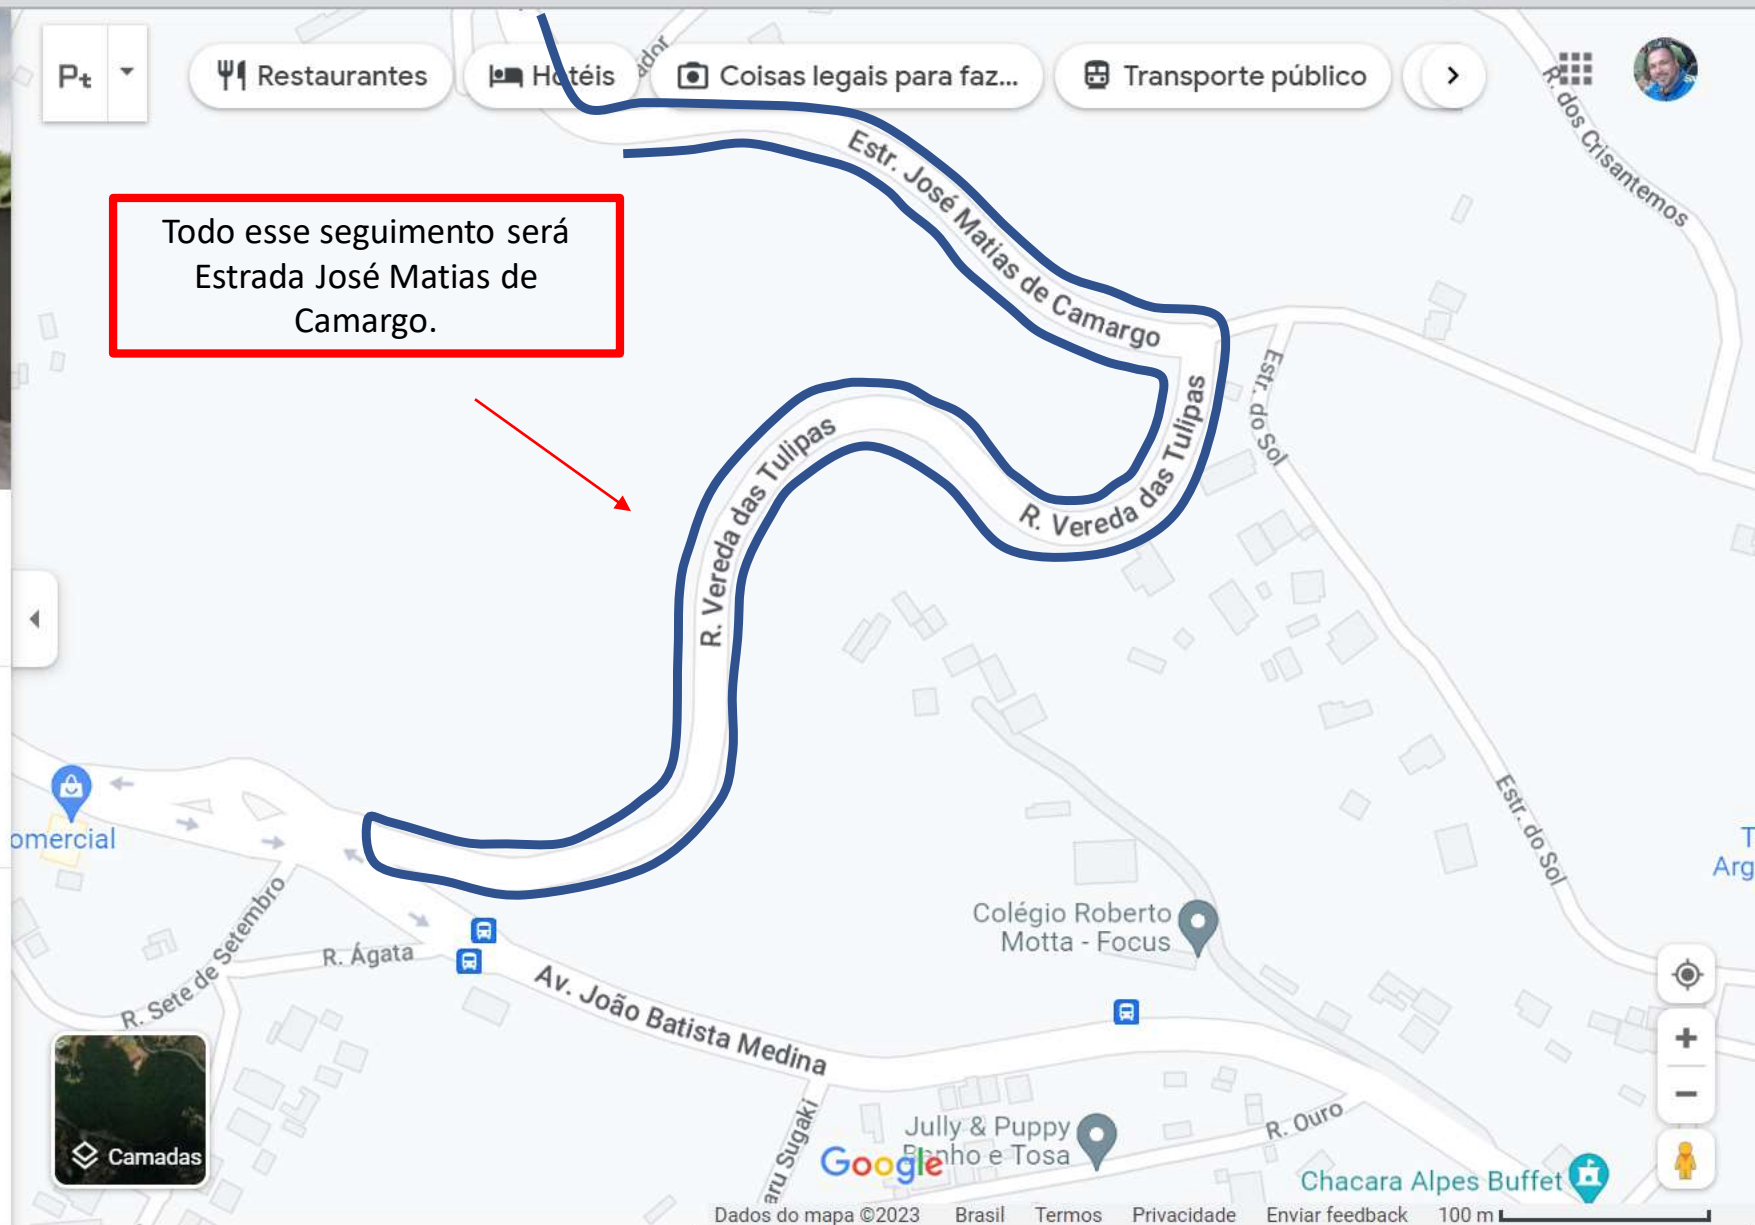 Pt
Restaurantes
Hotéis
Coisas legais para faz...
Transporte público
R. dos Crisantemos
Estr. José Matias de Camargo
Todo esse seguimento será
Estrada José Matias de
Camargo.
Estr. do Sol
R. Vereda das Tulipas
R. Vereda das Tulipas
omercial
Estr. do Sol
T
Arg
R. Sete de Setembro
R. Ágata
Colégio Roberto
Motta - Focus
Av. João Batista Medina
Jully & Puppy
Banho e Tosa
R. Ouro
aru Sugaki
Camadas
Google
Chacara Alpes Buffet
Dados do mapa ©2023 Brasil Termos Privacidade Enviar feedback 100 m